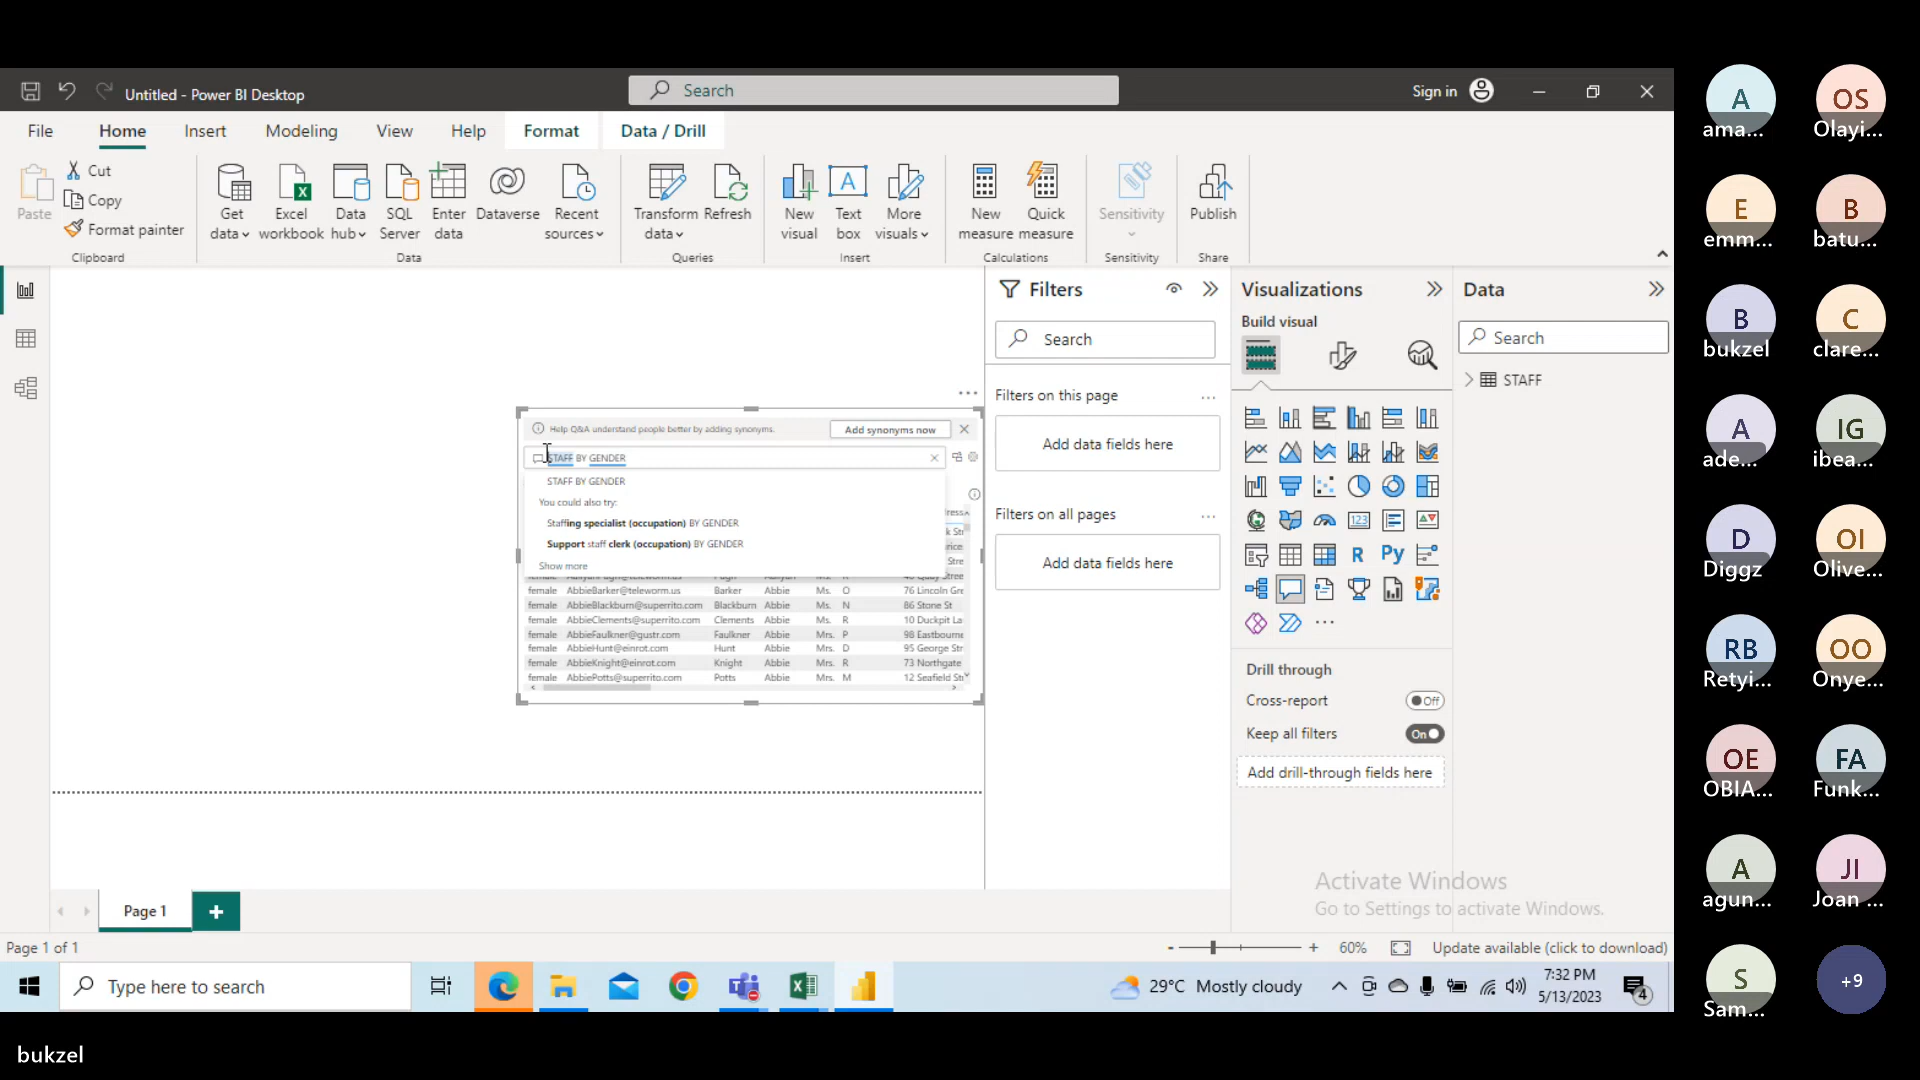 Untitled - Power BI Desktop
Search
Sign in
File
Home
Insert
Modeling
View
Help
Format
Data / Drill
Paste
Cut
Copy
Format painter
Clipboard
Get data
Excel workbook
Data hub
SQL Server
Enter data
Dataverse
Recent sources
Data
Transform data
Refresh
Queries
New visual
Text box
More visuals
Insert
New measure
Quick measure
Calculations
Sensitivity
Sensitivity
Publish
Share
Help Q&A understand people better by adding synonyms.
Add synonyms now
STAFF BY GENDER
STAFF BY GENDER
You could also try:
Staffing specialist (occupation) BY GENDER
Support staff clerk (occupation) BY GENDER
Show more
female AbbieBarker@teleworm.us Barker Abbie Ms. O 76 Lincoln Gre
female AbbieBlackburn@superrito.com Blackburn Abbie Ms. N 86 Stone St
female AbbieClements@superrito.com Clements Abbie Ms. R 10 Duckpit La
female AbbieFaulkner@gustr.com Faulkner Abbie Mrs. P 98 Eastbourne
female AbbieHunt@einrot.com Hunt Abbie Mrs. D 95 George Str
female AbbieKnight@einrot.com Knight Abbie Mrs. R 73 Northgate
female AbbiePotts@superrito.com Potts Abbie Mrs. M 12 Seafield Str
Filters
Search
Filters on this page
Add data fields here
Filters on all pages
Add data fields here
Visualizations
Build visual
123
R
Py
Drill through
Cross-report
Off
Keep all filters
On
Add drill-through fields here
Data
Search
STAFF
Activate Windows
Go to Settings to activate Windows.
Page 1
Page 1 of 1
60%
Update available (click to download)
Type here to search
29°C Mostly cloudy
7:32 PM
5/13/2023
4
A
ama...
OS
Olayi...
E
emm...
B
batu...
B
bukzel
C
clare...
A
ade...
IG
ibea...
D
Diggz
OI
Olive...
RB
Retyi...
OO
Onye...
OE
OBIA...
FA
Funk...
A
agun...
JI
Joan ...
S
Sam...
+9
bukzel